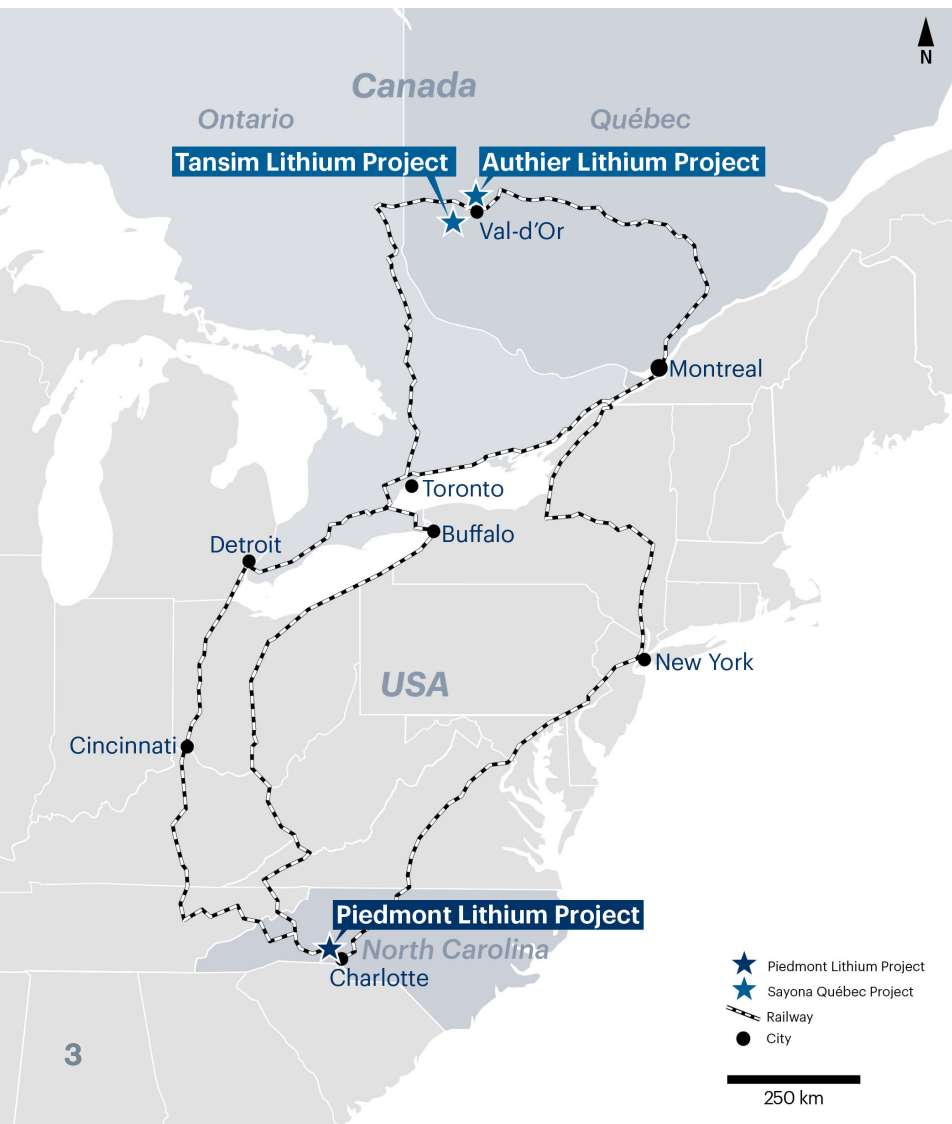 N
Canada
Ontario
Québec
Tansim Lithium Project
Authier Lithium Project
Val-d'Or
Montreal
Toronto
Buffalo
Detroit
New York
USA
Cincinnati
Piedmont Lithium Project
North Carolina
Charlotte
Piedmont Lithium Project
Sayona Québec Project
Railway
City
3
250 km